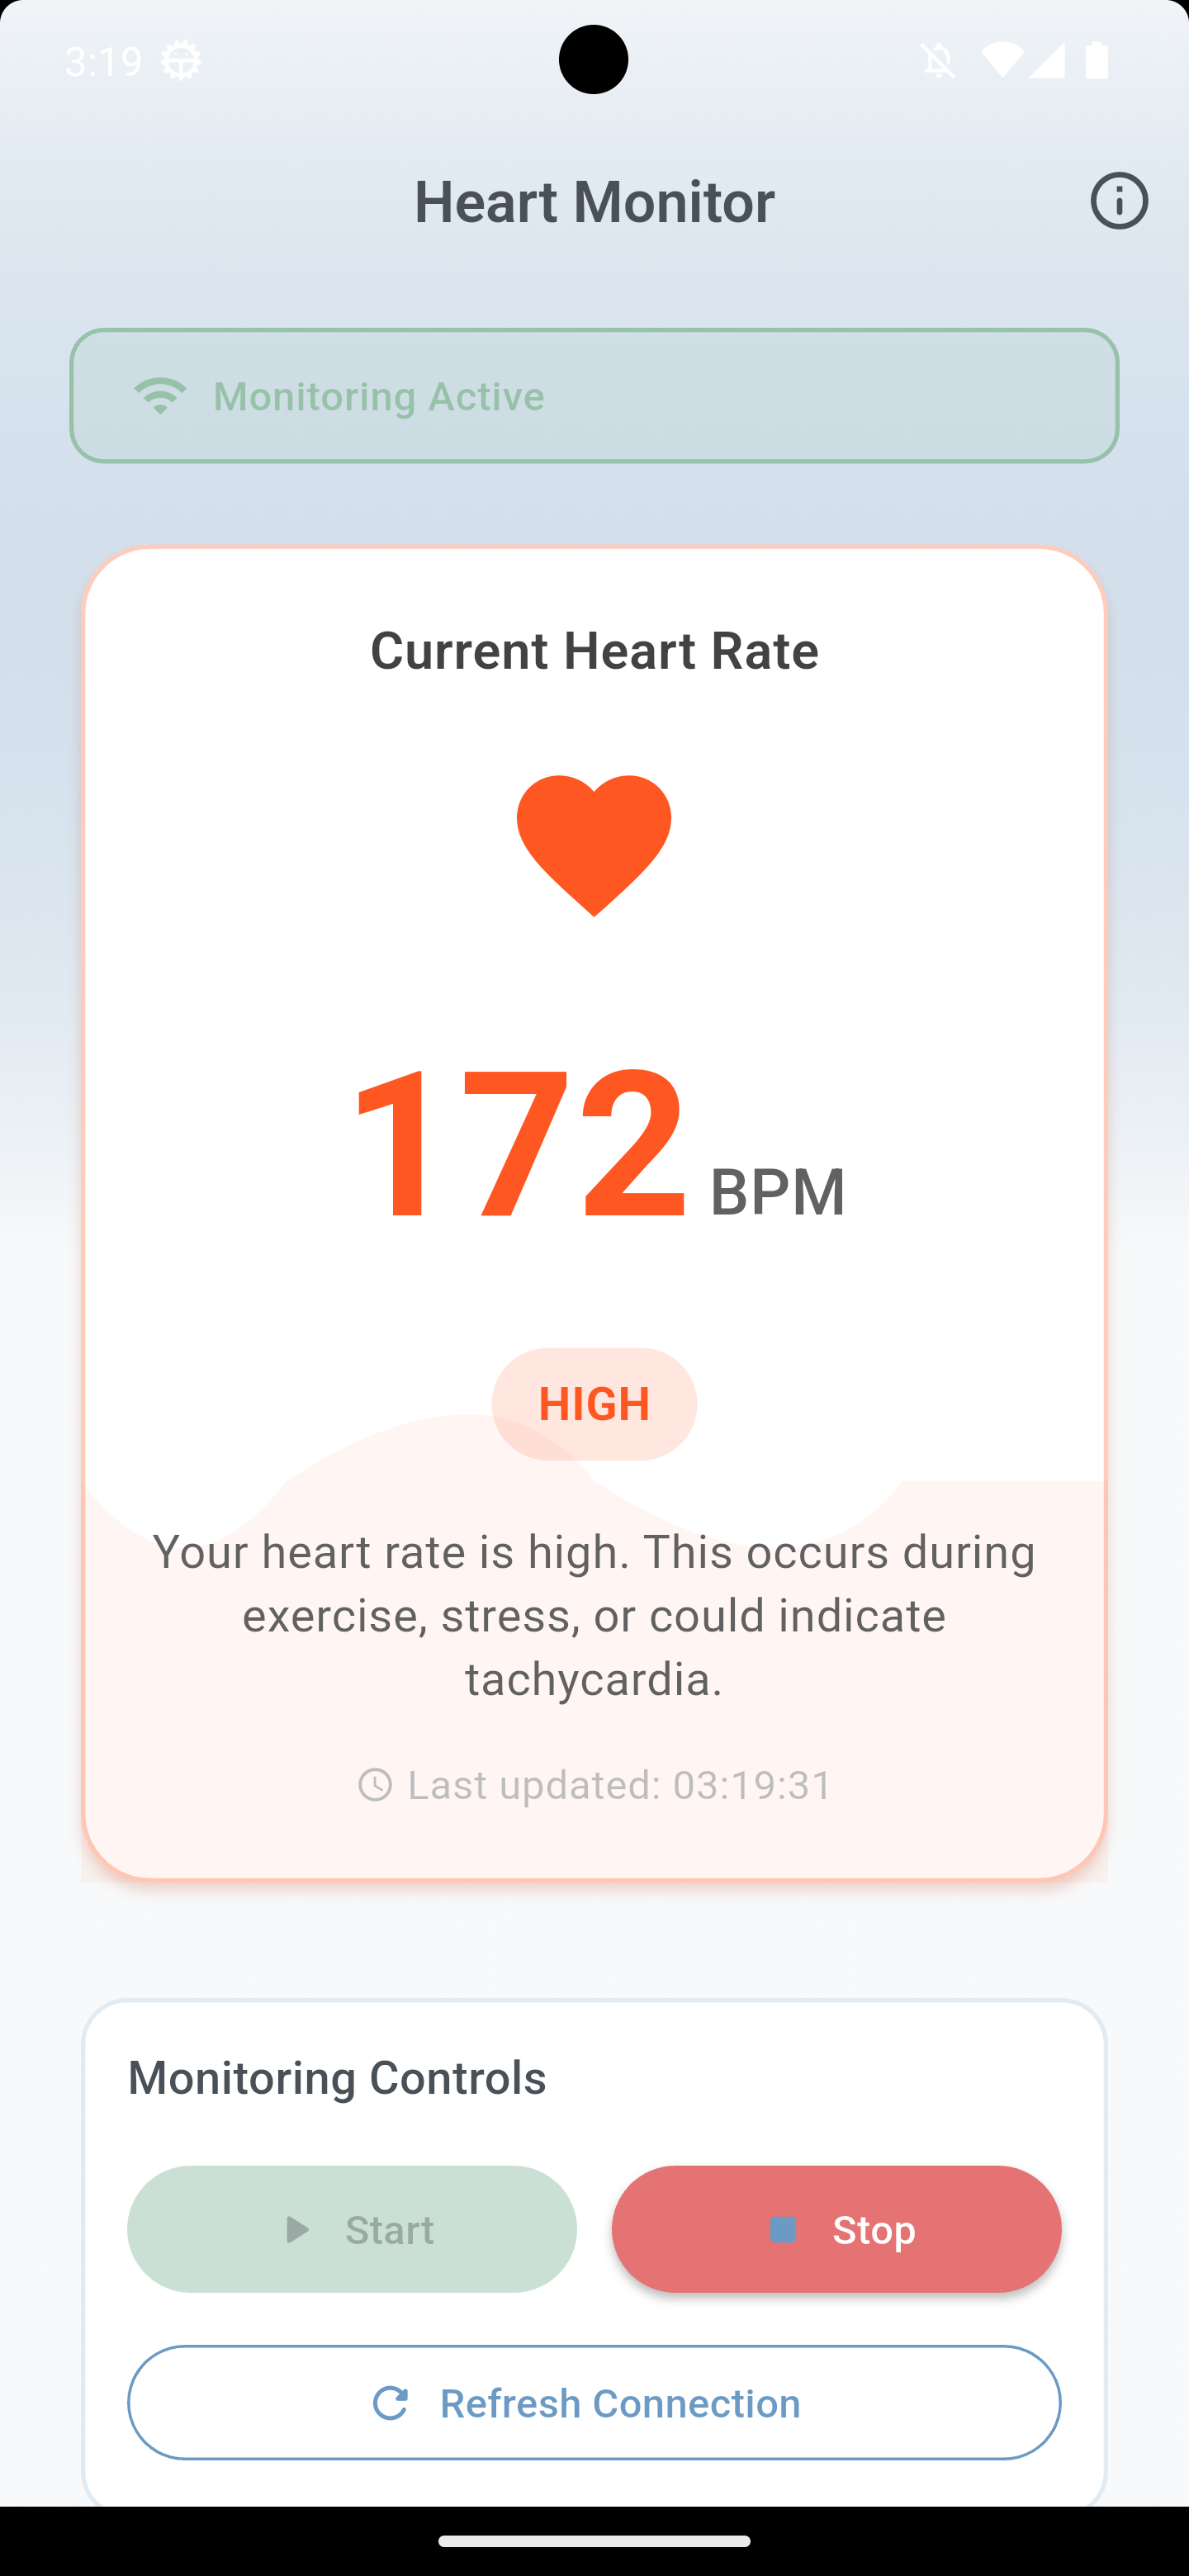 3:19
Heart Monitor
Monitoring Active
Current Heart Rate
172 BPM
HIGH
Your heart rate is high. This occurs during
exercise, stress, or could indicate
tachycardia.
Last updated: 03:19:31
Monitoring Controls
Start
Stop
Refresh Connection